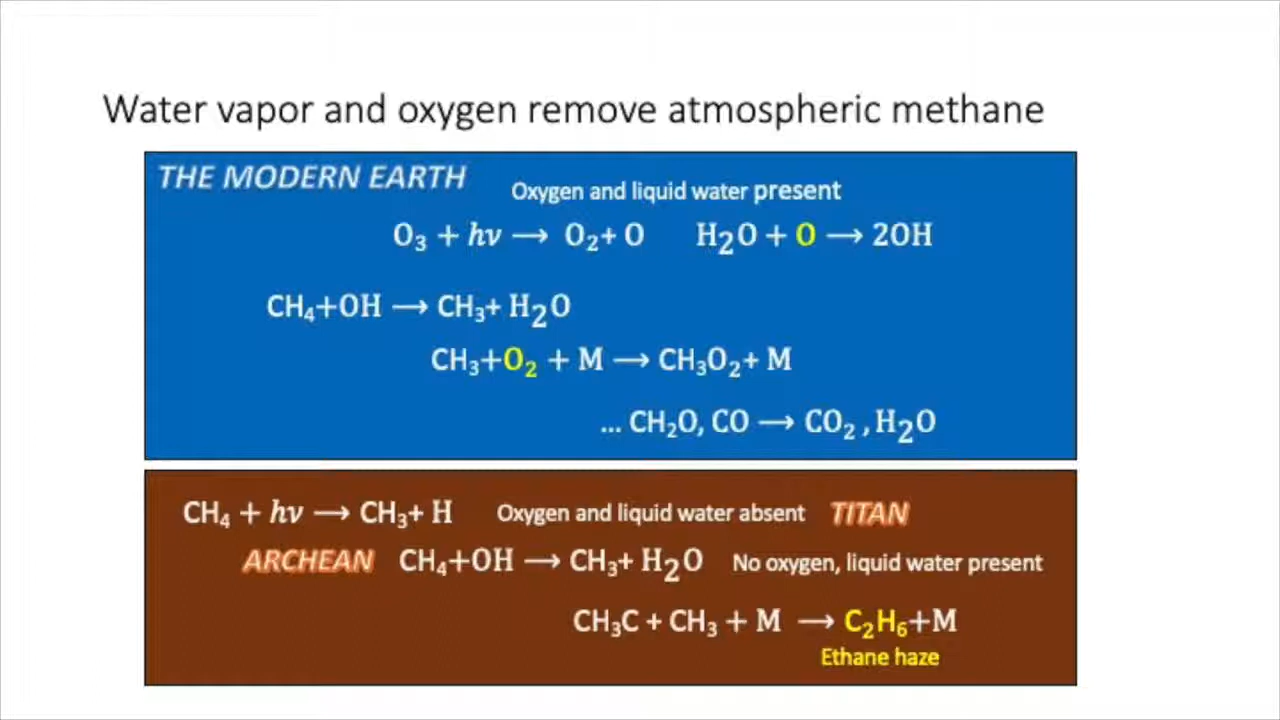 Water vapor and oxygen remove atmospheric methane
THE MODERN EARTH Oxygen and liquid water present
O₃ + hν ⟶ O₂+ O H₂O + O ⟶ 2OH
CH₄+OH ⟶ CH₃+ H₂O
CH₃+O₂ + M ⟶ CH₃O₂+ M
... CH₂O, CO ⟶ CO₂ , H₂O
CH₄ + hν ⟶ CH₃+ H Oxygen and liquid water absent TITAN
ARCHEAN CH₄+OH ⟶ CH₃+ H₂O No oxygen, liquid water present
CH₃C + CH₃ + M ⟶ C₂H₆+M
Ethane haze